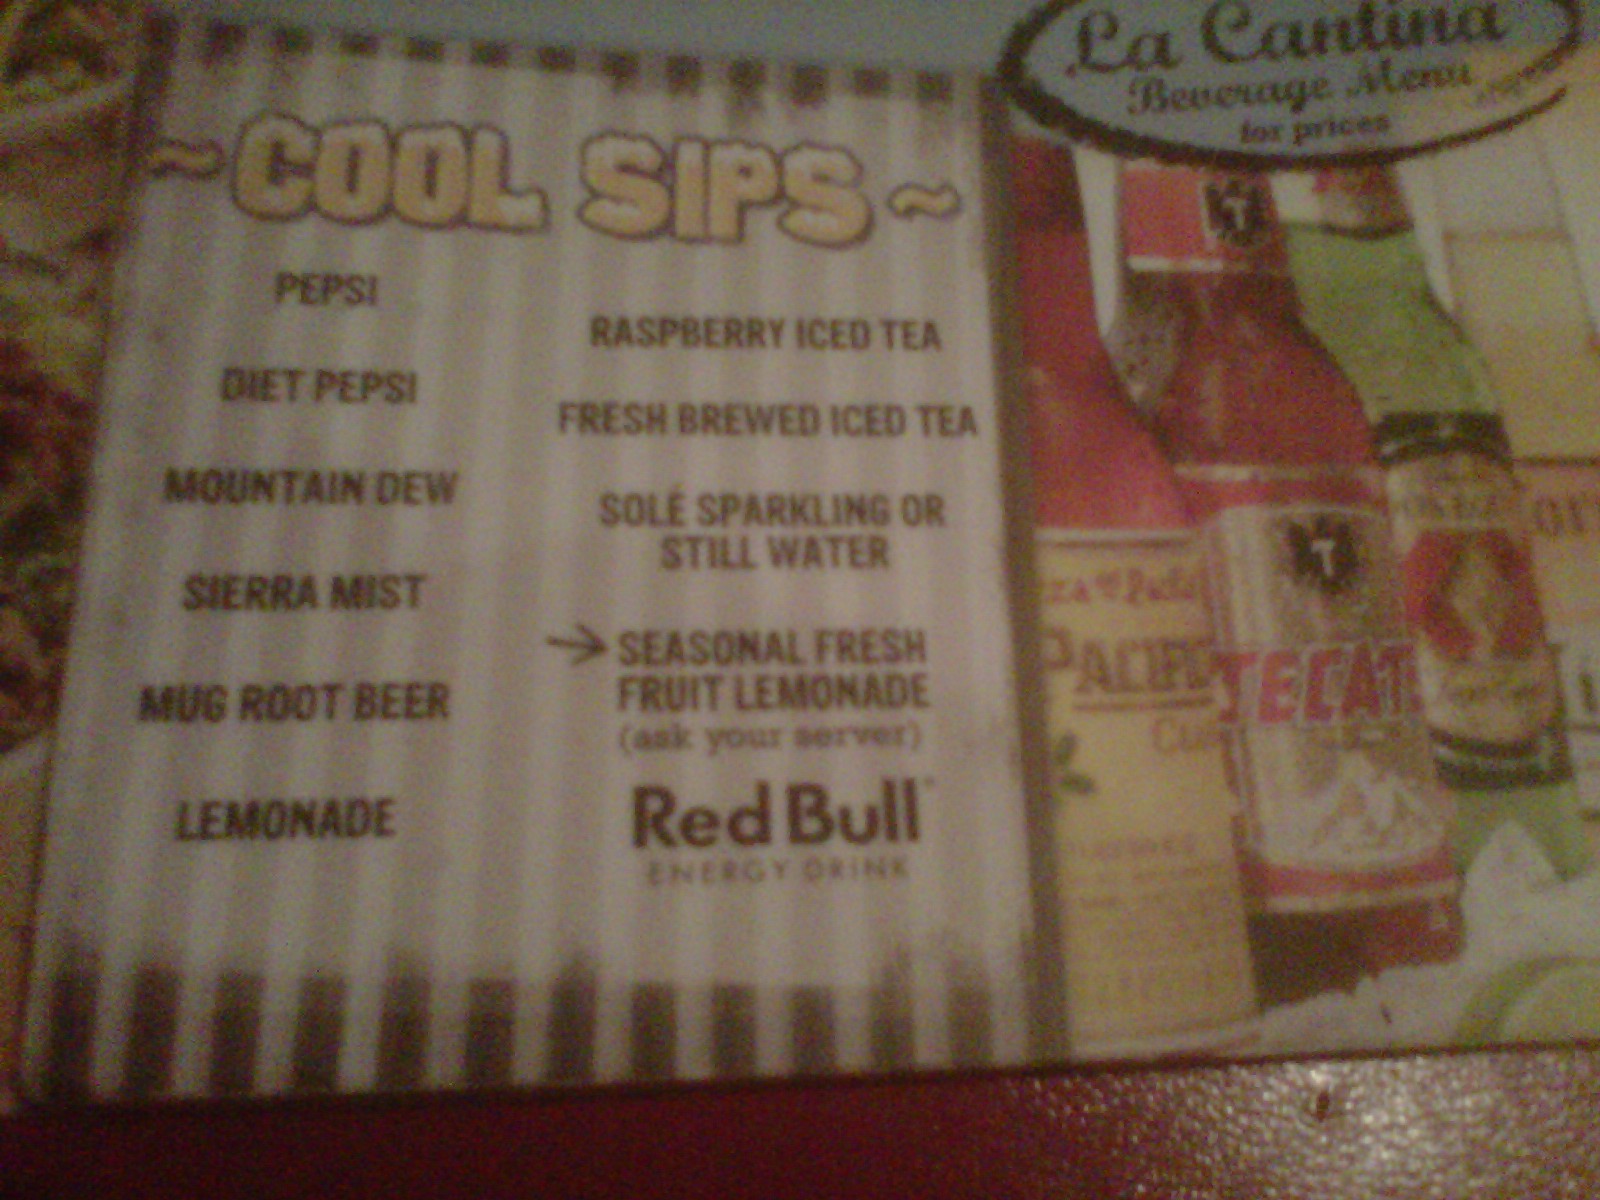 La Cantina
Beverage Menu
for prices
~COOL SIPS~
PEPSI
DIET PEPSI
MOUNTAIN DEW
SIERRA MIST
MUG ROOT BEER
LEMONADE
RASPBERRY ICED TEA
FRESH BREWED ICED TEA
SOLÉ SPARKLING OR
STILL WATER
→ SEASONAL FRESH
FRUIT LEMONADE
(ask your server)
Red Bull
ENERGY DRINK
T
T
PACIFI
TECAT